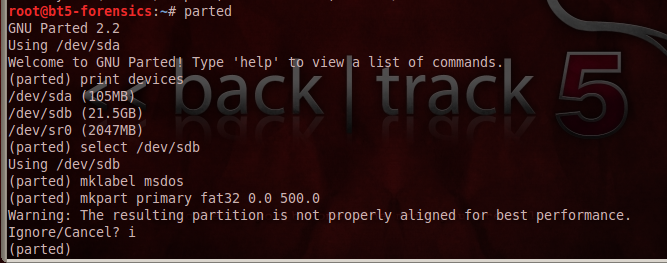 root@bt5-forensics:~# parted
GNU Parted 2.2
Using /dev/sda
Welcome to GNU Parted! Type 'help' to view a list of commands.
(parted) print devices
/dev/sda (105MB)
/dev/sdb (21.5GB)
/dev/sr0 (2047MB)
(parted) select /dev/sdb
Using /dev/sdb
(parted) mklabel msdos
(parted) mkpart primary fat32 0.0 500.0
Warning: The resulting partition is not properly aligned for best performance.
Ignore/Cancel? i
(parted)
<< back | track 5